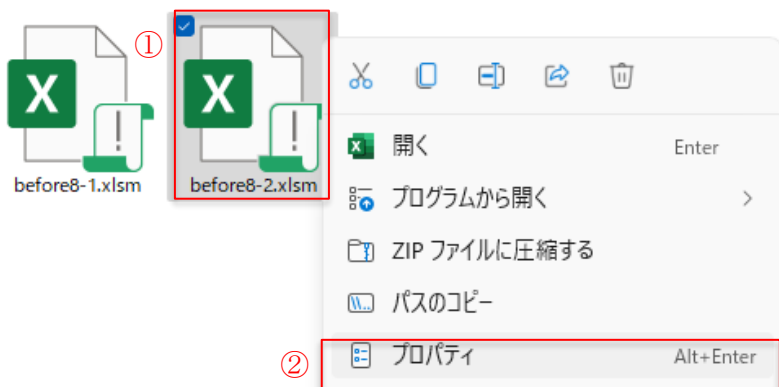 ①
before8-1.xlsm
before8-2.xlsm
開く Enter
プログラムから開く
ZIP ファイルに圧縮する
パスのコピー
② プロパティ Alt+Enter